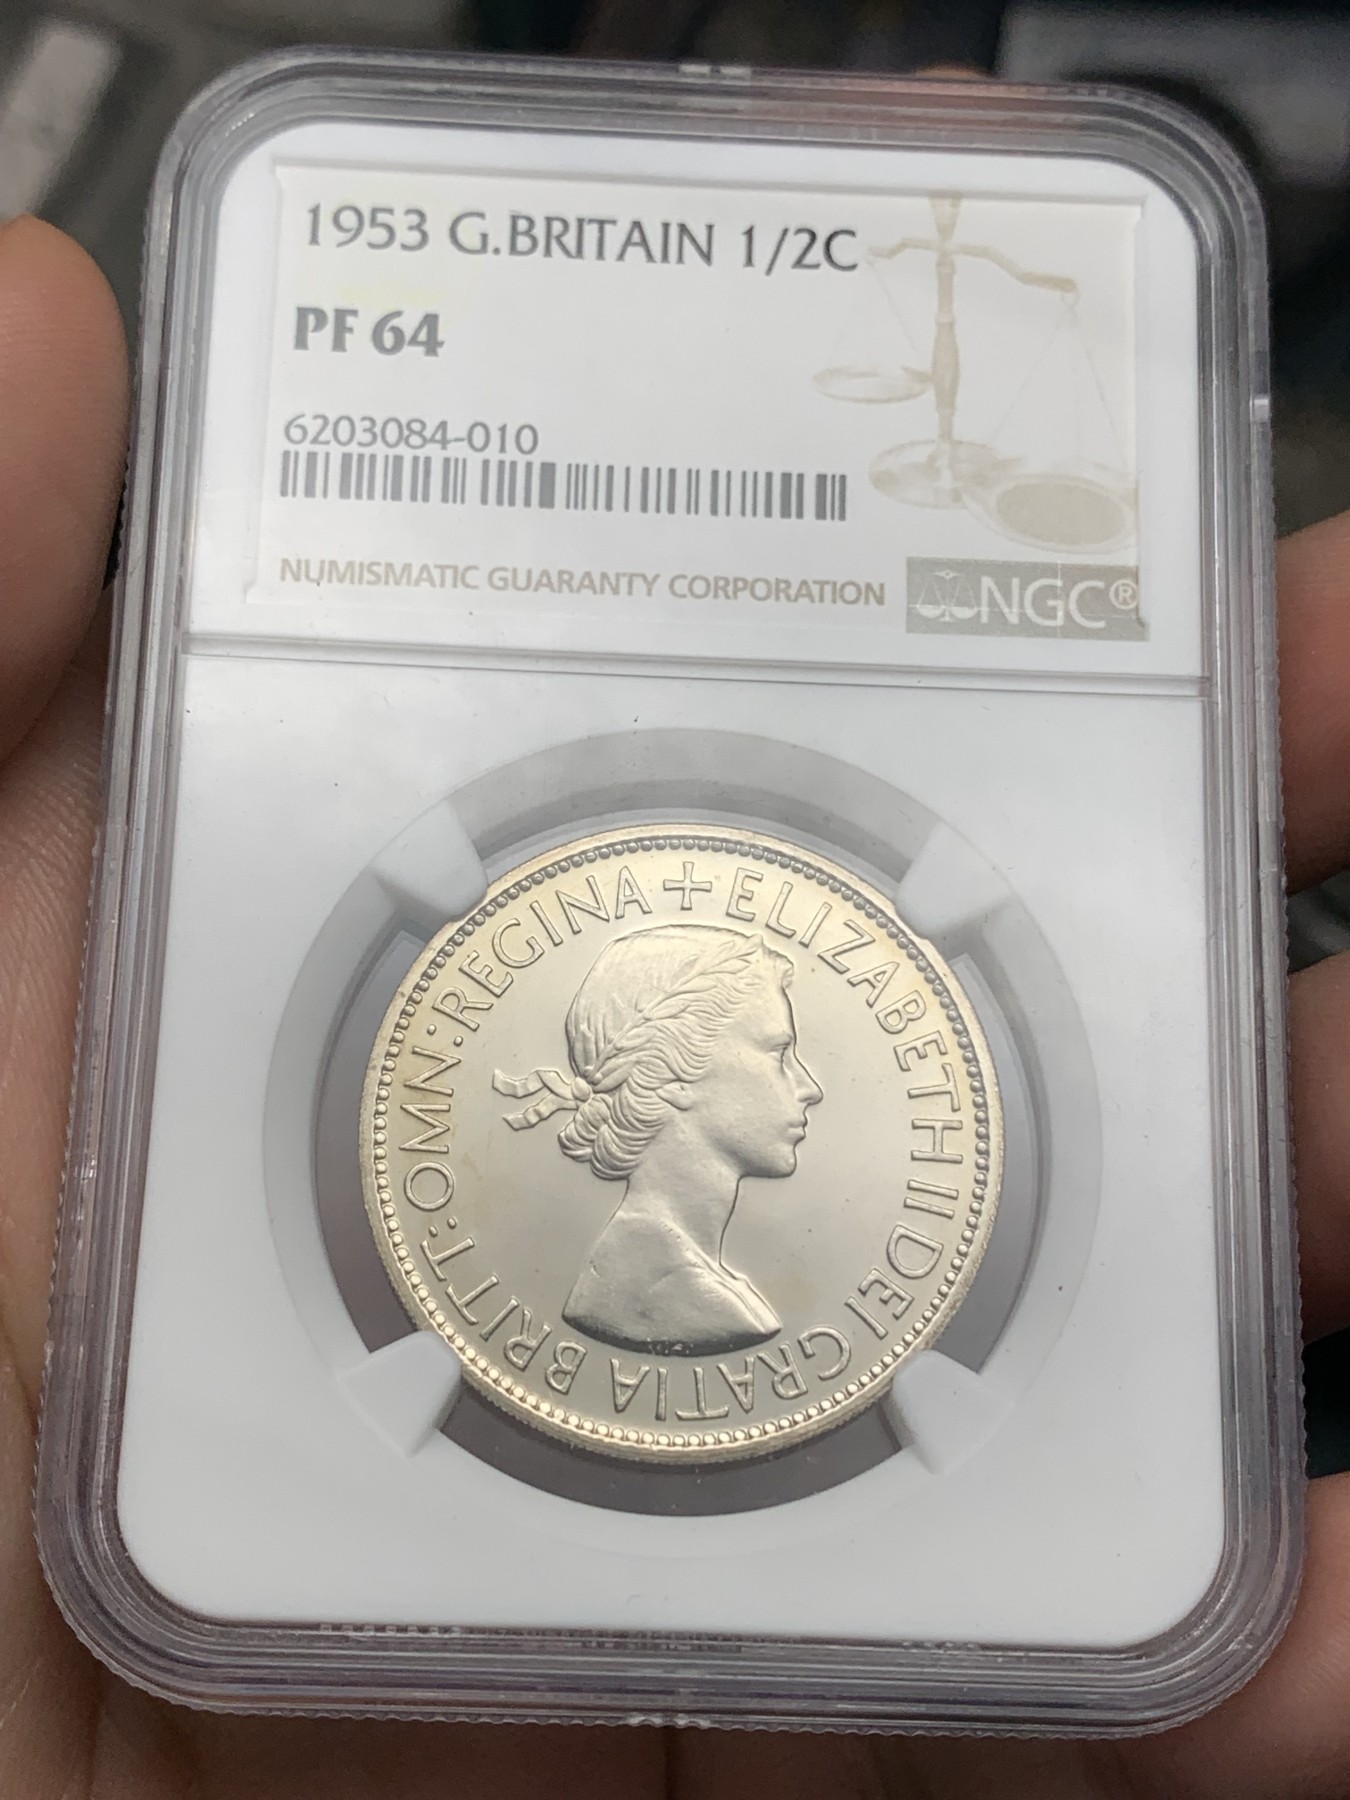 1953 G.BRITAIN 1/2C
PF 64
6203084-010
NUMISMATIC GUARANTY CORPORATION
NGC®
+ ELIZABETH II DEI GRATIA BRITT: OMN: REGINA